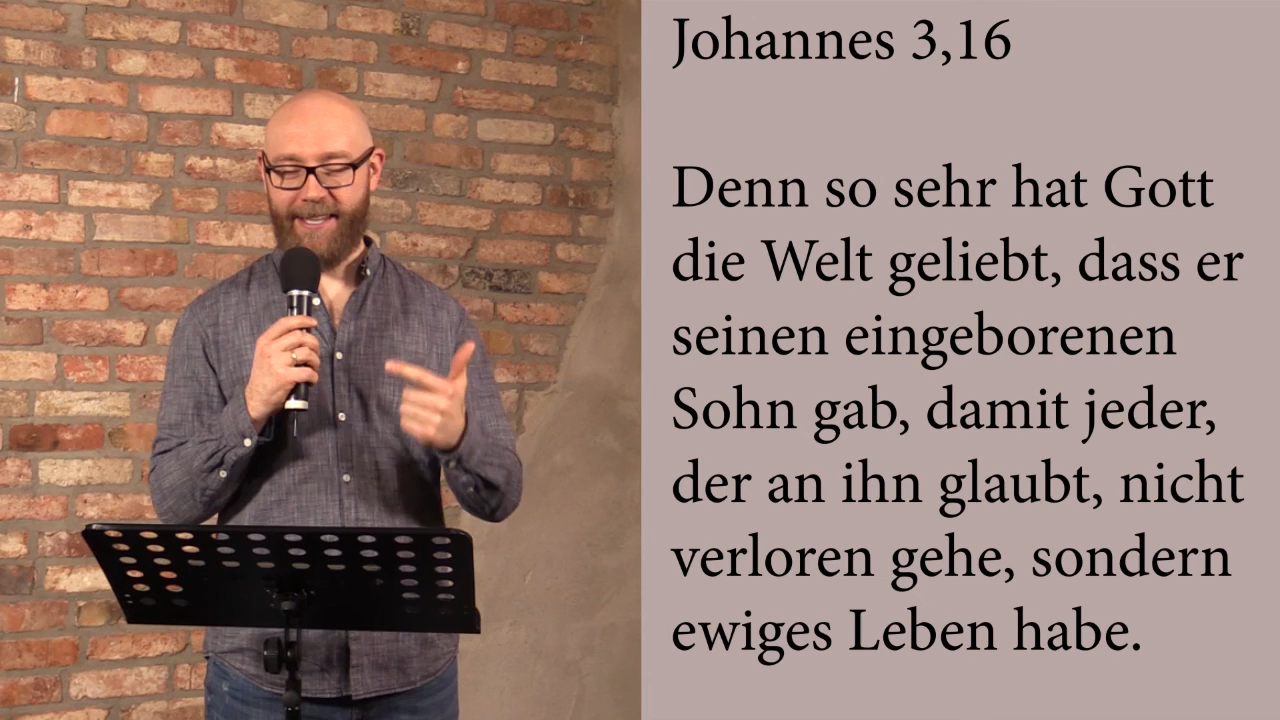 Johannes 3,16
Denn so sehr hat Gott
die Welt geliebt, dass er
seinen eingeborenen
Sohn gab, damit jeder,
der an ihn glaubt, nicht
verloren gehe, sondern
ewiges Leben habe.